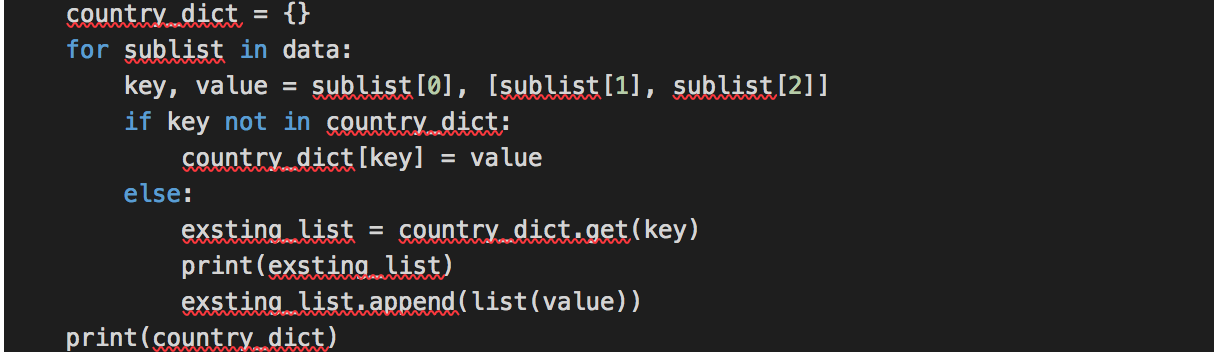 country_dict = {}
for sublist in data:
    key, value = sublist[0], [sublist[1], sublist[2]]
    if key not in country_dict:
        country_dict[key] = value
    else:
        exsting_list = country_dict.get(key)
        print(exsting_list)
        exsting_list.append(list(value))
print(country_dict)